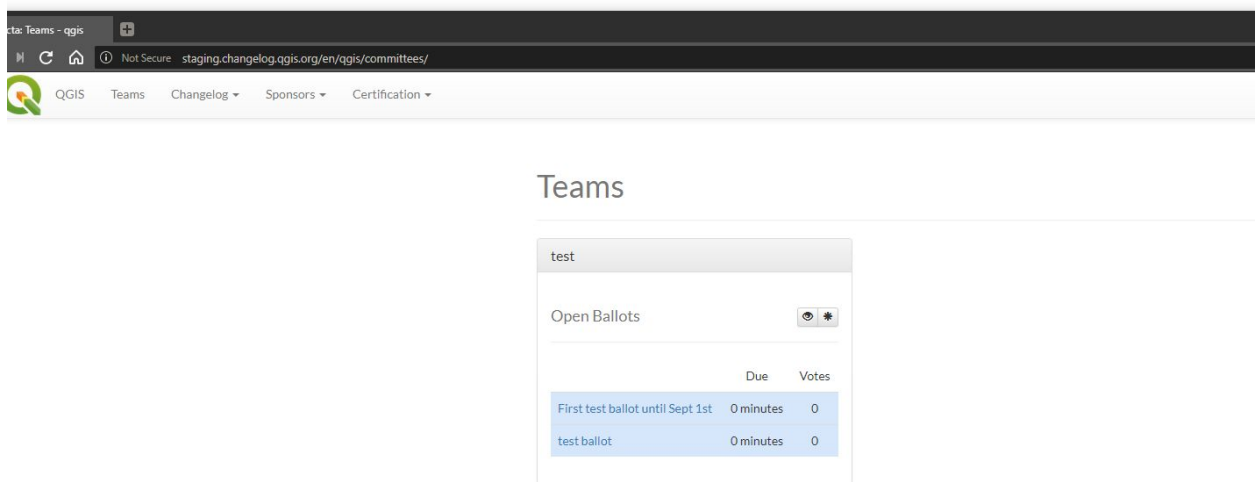 cta: Teams - qgis
Not Secure staging.changelog.qgis.org/en/qgis/committees/
QGIS Teams Changelog Sponsors Certification
Teams
test
Open Ballots
Due Votes
First test ballot until Sept 1st 0 minutes 0
test ballot 0 minutes 0